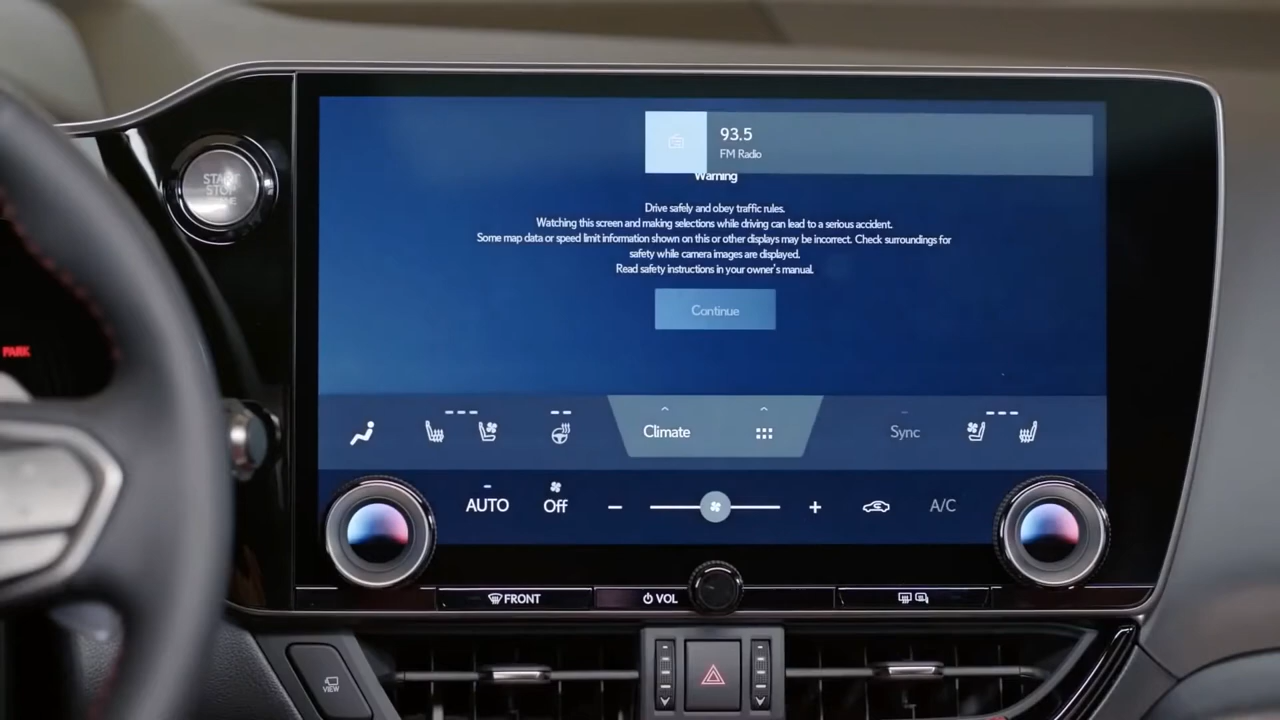 START
STOP
93.5
FM Radio
Warning
Drive safely and obey traffic rules.
Watching this screen and making selections while driving can lead to a serious accident.
Some map data or speed limit information shown on this or other displays may be incorrect. Check surroundings for
safety while camera images are displayed.
Read safety instructions in your owner's manual.
Continue
PARK
Climate
Sync
AUTO
Off
A/C
FRONT
VOL
VIEW